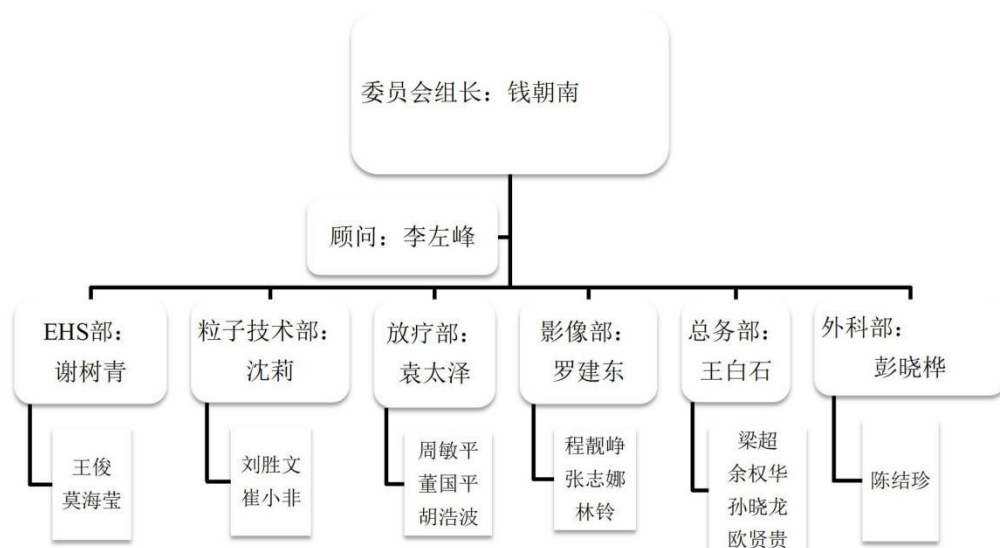 委员会组长：钱朝南
顾问：李左峰
EHS部：
谢树青
粒子技术部：
沈莉
放疗部：
袁太泽
影像部：
罗建东
总务部：
王白石
外科部：
彭晓桦
王俊
莫海莹
刘胜文
崔小非
周敏平
董国平
胡浩波
程靓峥
张志娜
林铃
梁超
余权华
孙晓龙
欧贤贵
陈结珍